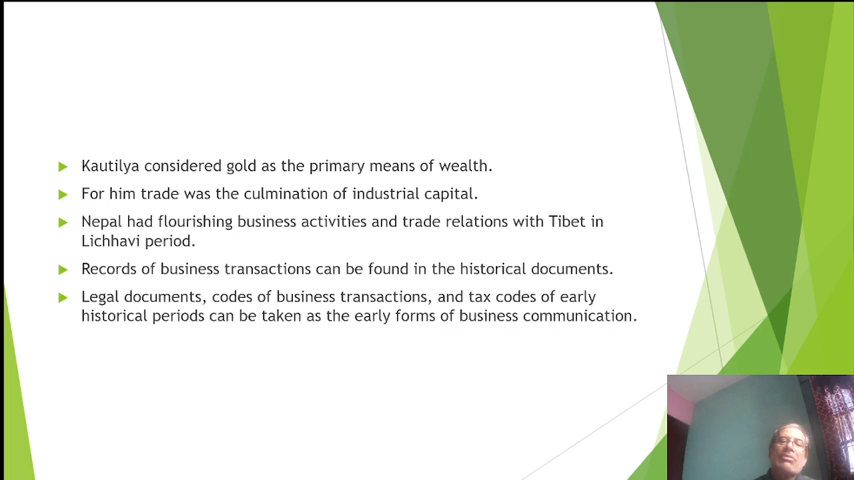 Kautilya considered gold as the primary means of wealth.
For him trade was the culmination of industrial capital.
Nepal had flourishing business activities and trade relations with Tibet in
Lichhavi period.
Records of business transactions can be found in the historical documents.
Legal documents, codes of business transactions, and tax codes of early
historical periods can be taken as the early forms of business communication.